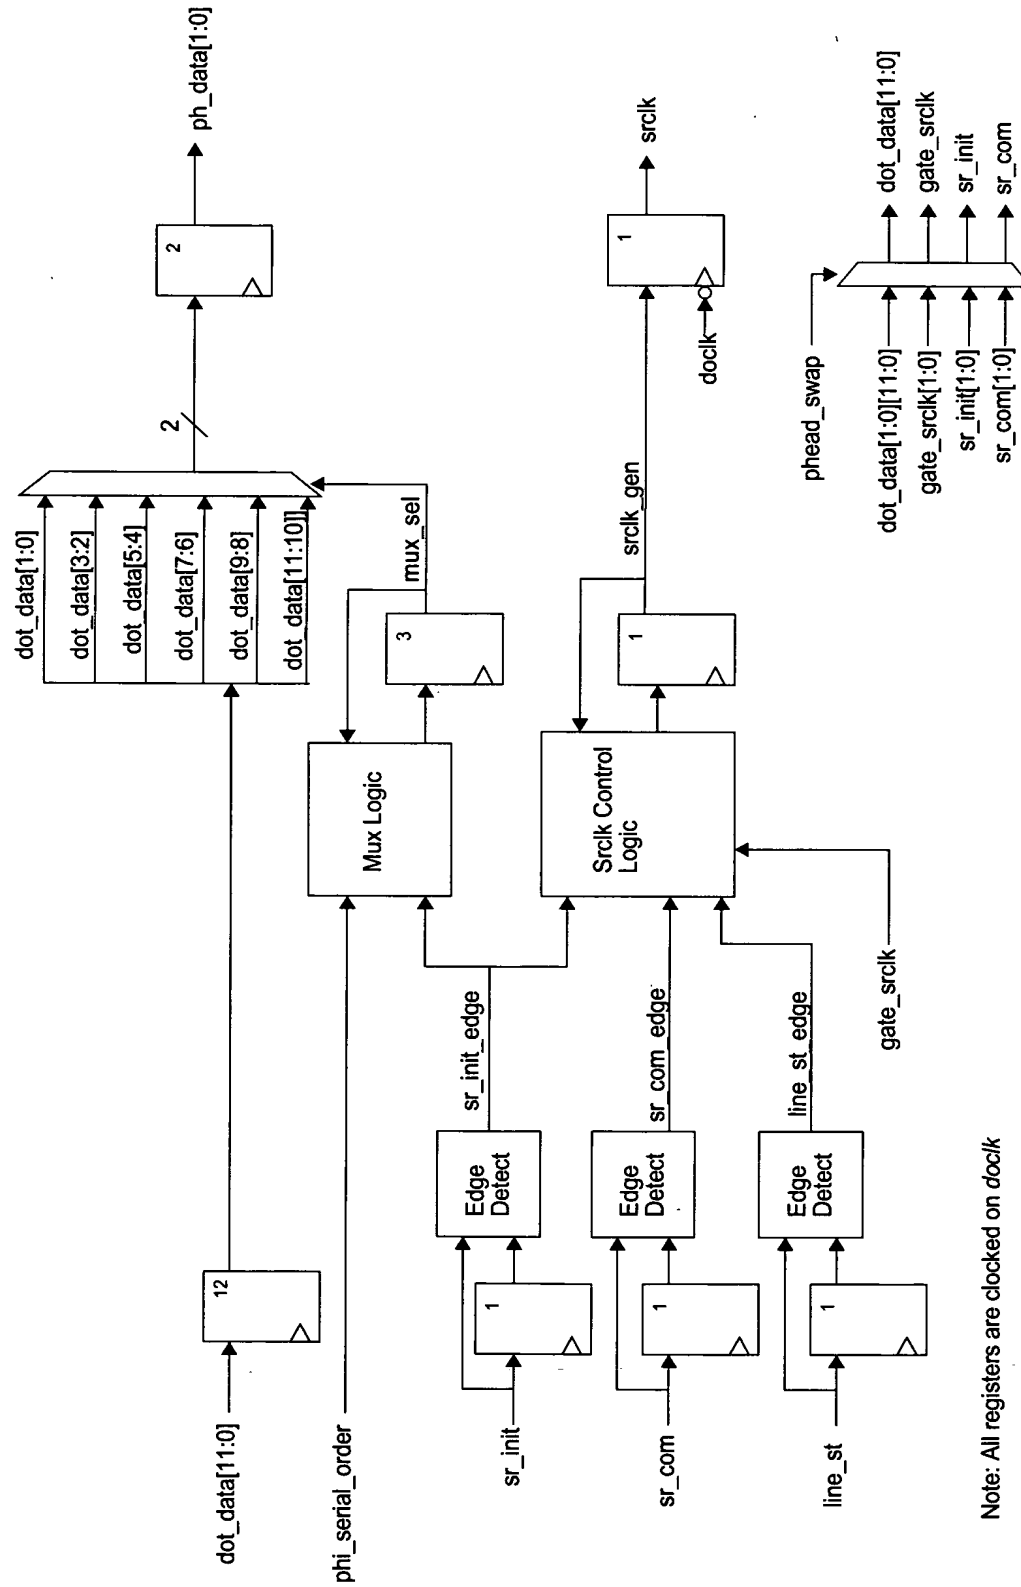 dot_data[11:0]
12
dot_data[1:0]
dot_data[3:2]
dot_data[5:4]
dot_data[7:6]
dot_data[9:8]
dot_data[11:10]]
2
2
ph_data[1:0]
phi_serial_order
Mux Logic
3
mux_sel
sr_init
1
Edge
Detect
sr_init_edge
sr_com
1
Edge
Detect
sr_com_edge
line_st
1
Edge
Detect
line_st_edge
gate_srclk
Srclk Control
Logic
1
srclk_gen
doclk
1
srclk
phead_swap
dot_data[1:0][11:0]
gate_srclk[1:0]
sr_init[1:0]
sr_com[1:0]
dot_data[11:0]
gate_srclk
sr_init
sr_com
Note: All registers are clocked on doclk